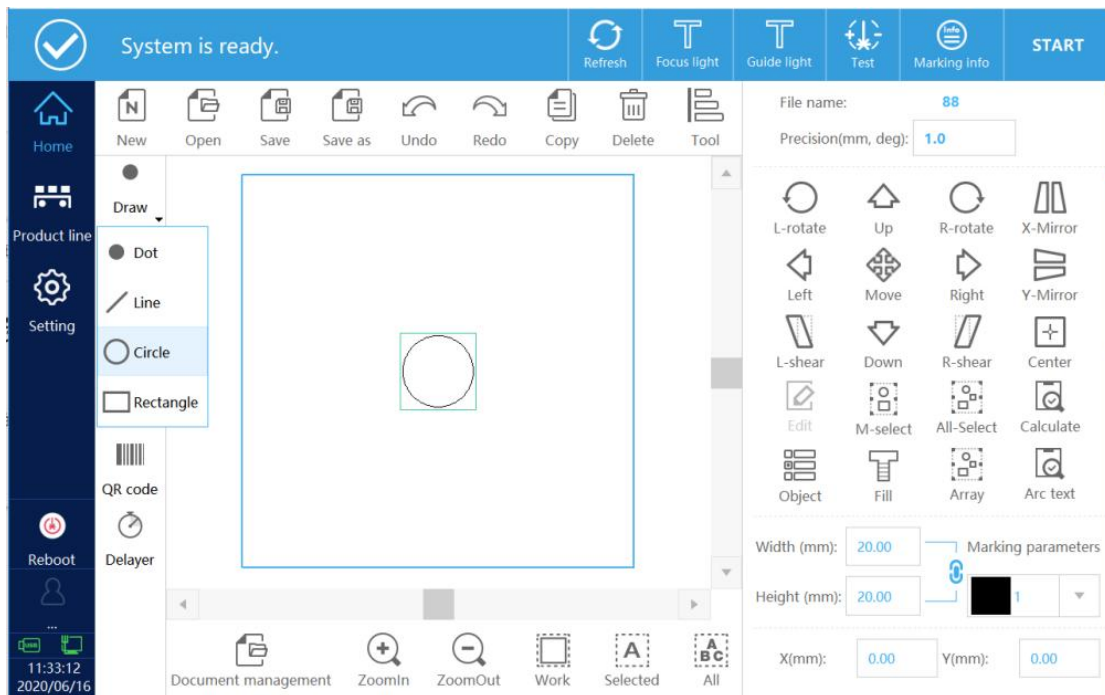 System is ready.
Refresh
Focus light
Guide light
Test
Info
Marking info
START
Home
Product line
Setting
Reboot
...
USB
11:33:12
2020/06/16
N
New
Open
Save
Save as
Undo
Redo
Copy
Delete
Tool
Draw
Dot
Line
Circle
Rectangle
QR code
Delayer
Document management
ZoomIn
ZoomOut
Work
A
Selected
A
B C
All
File name: 88
Precision(mm, deg): 1.0
L-rotate
Up
R-rotate
X-Mirror
Left
Move
Right
Y-Mirror
L-shear
Down
R-shear
Center
Edit
M-select
All-Select
Calculate
Object
Fill
Array
Arc text
Width (mm): 20.00
Marking parameters
Height (mm): 20.00
1
X(mm): 0.00
Y(mm): 0.00